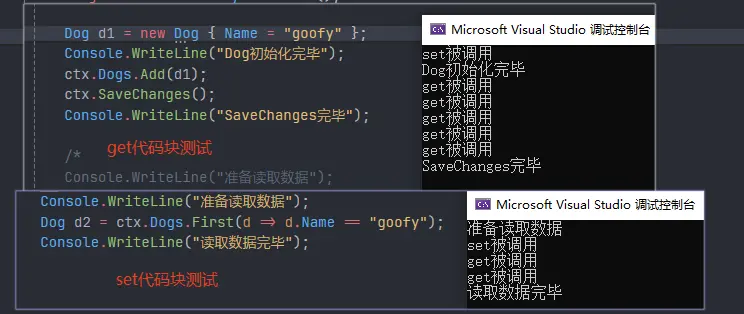 Dog d1 = new Dog { Name = "goofy" };
Console.WriteLine("Dog初始化完毕");
ctx.Dogs.Add(d1);
ctx.SaveChanges();
Console.WriteLine("SaveChanges完毕");
get代码块测试
/*
Console.WriteLine("准备读取数据");
Microsoft Visual Studio 调试控制台
set被调用
Dog初始化完毕
get被调用
get被调用
get被调用
get被调用
get被调用
SaveChanges完毕
Console.WriteLine("准备读取数据");
Dog d2 = ctx.Dogs.First(d => d.Name == "goofy");
Console.WriteLine("读取数据完毕");
set代码块测试
Microsoft Visual Studio 调试控制台
准备读取数据
set被调用
get被调用
get被调用
读取数据完毕